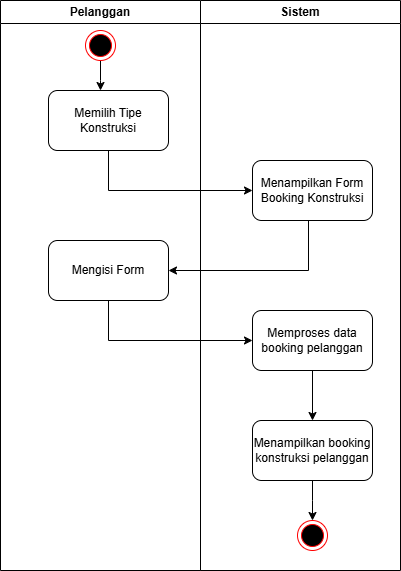 Pelanggan
Sistem
Memilih Tipe
Konstruksi
Menampilkan Form
Booking Konstruksi
Mengisi Form
Memproses data
booking pelanggan
Menampilkan booking
konstruksi pelanggan